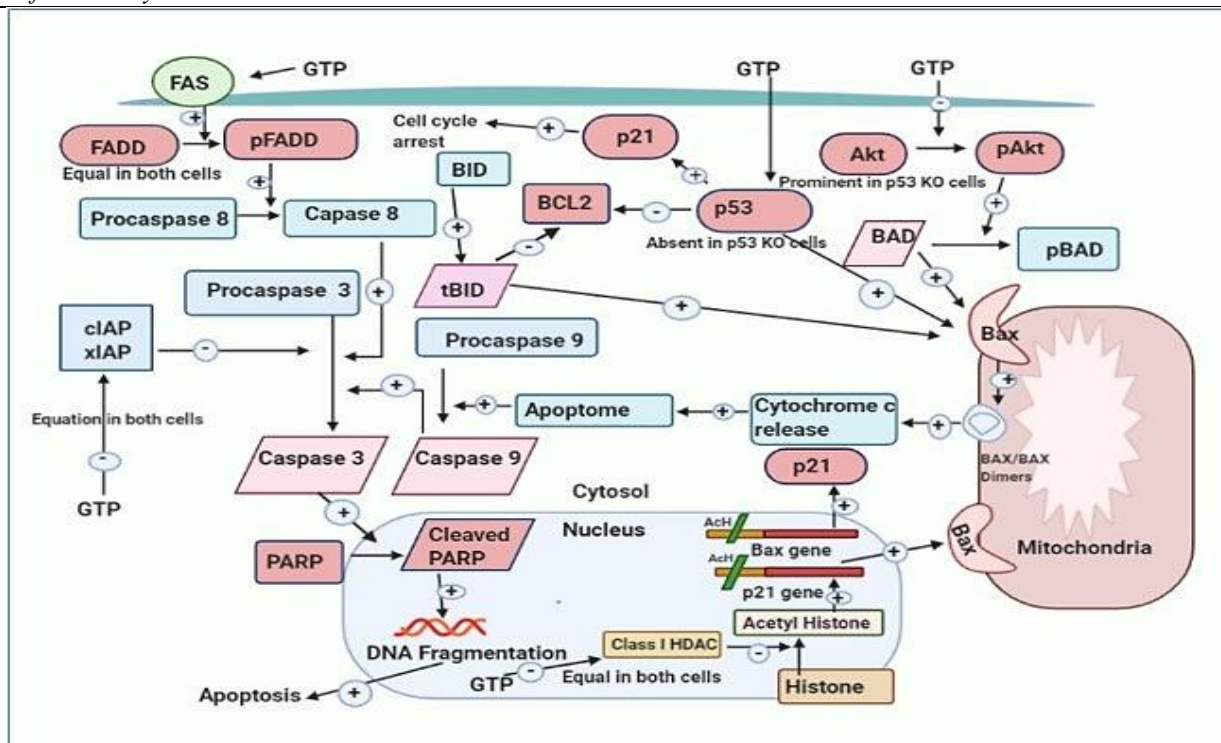 GTP
GTP
GTP
FAS
+
-
Cell cycle
arrest
+
p21
FADD
pFADD
Akt
pAkt
Equal in both cells
BID
+
+
Prominent in p53 KO cells
+
Procaspase 8
Capase 8
BCL2
-
p53
Absent in p53 KO cells
BAD
pBAD
+
-
+
+
Procaspase 3
+
tBID
+
Bax
cIAP
xIAP
-
Procaspase 9
+
+
Equation in both cells
+
Apoptome
+
Cytochrome c
release
+
BAX/BAX
Dimers
-
GTP
Caspase 3
Caspase 9
p21
Cytosol
+
+
Nucleus
AcH
Bax gene
Bax
Mitochondria
PARP
Cleaved
PARP
AcH
+
p21 gene
+
+
Acetyl Histone
DNA Fragmentation
Class I HDAC
-
GTP
-
Equal in both cells
Histone
Apoptosis
+